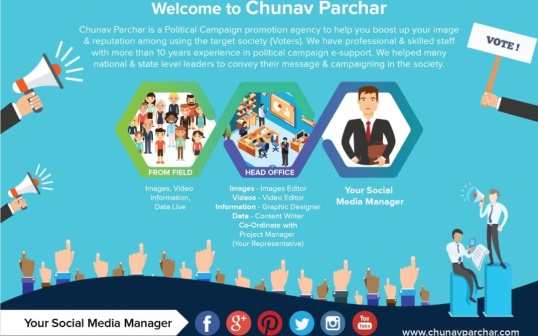 Welcome to Chunav Parchar
Chunav Parchar is a Political Campaign promotion agency to help you boost up your image
& reputation among using the target society (Voters). We have professional & skilled staff
with more than 10 years experience in political campaign e-support. We helped many
national & state level leaders to convey their message & campaigning in the society.
VOTE !
FROM FIELD
Images, Video
Information,
Data Live
HEAD OFFICE
Images - Images Editor
Videos - Video Editor
Information - Graphic Designer
Data - Content Writer
Co-Ordinate with
Project Manager
(Your Representative)
Your Social
Media Manager
Your Social Media Manager
f
g+
You
Tube
www.chunavparchar.com